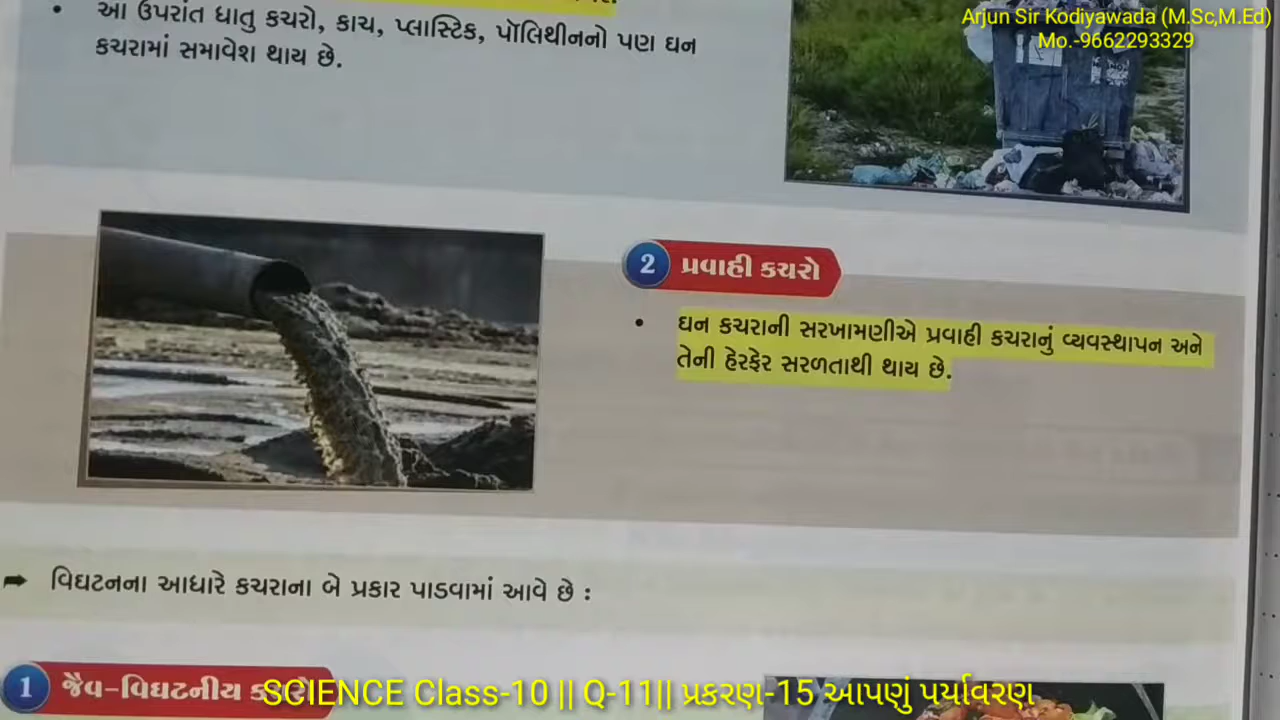 આ ઉપરાંત ધાતુ કચરો, કાચ, પ્લાસ્ટિક, પૉલિથીનનો પણ ઘન
કચરામાં સમાવેશ થાય છે.
Arjun Sir Kodiyawada (M.Sc,M.Ed)
Mo.-9662293329
2 પ્રવાહી કચરો
ઘન કચરાની સરખામણીએ પ્રવાહી કચરાનું વ્યવસ્થાપન અને
તેની હેરફેર સરળતાથી થાય છે.
➡ વિઘટનના આધારે કચરાના બે પ્રકાર પાડવામાં આવે છે :
1 જૈવ-વિઘટનીય
SCIENCE Class-10 || Q-11|| પ્રકરણ-15 આપણું પર્યાવરણ